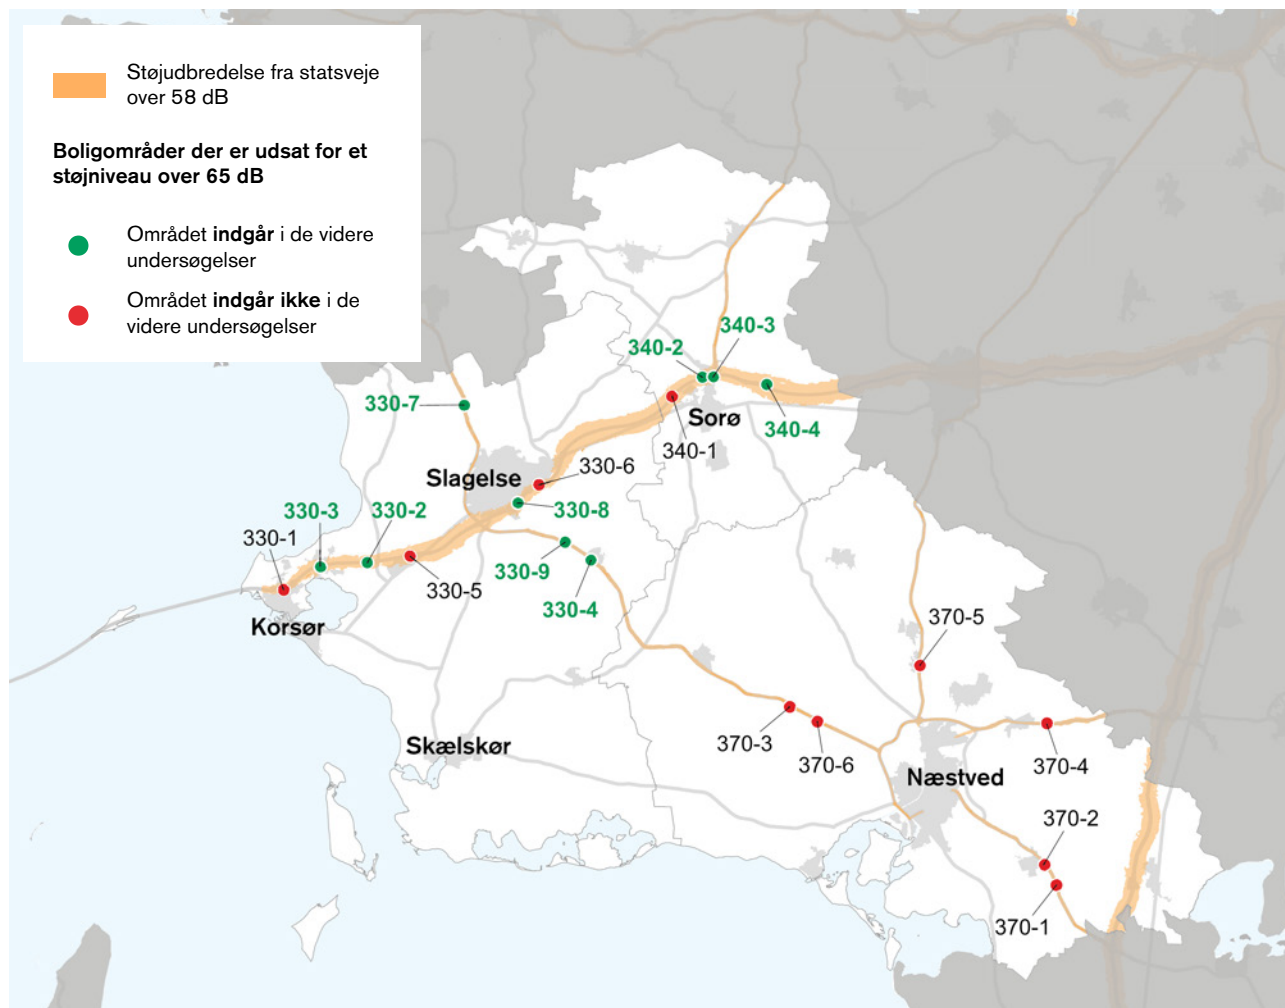 Støjudbredelse fra statsveje
over 58 dB
Boligområder der er udsat for et
støjniveau over 65 dB
Området indgår i de videre
undersøgelser
Området indgår ikke i de
videre undersøgelser
340-3
340-2
330-7
Sorø
340-4
340-1
330-6
Slagelse
330-3
330-2
330-8
330-1
330-9
330-5
330-4
Korsør
370-5
370-3
Skælskør
370-6
370-4
Næstved
370-2
370-1